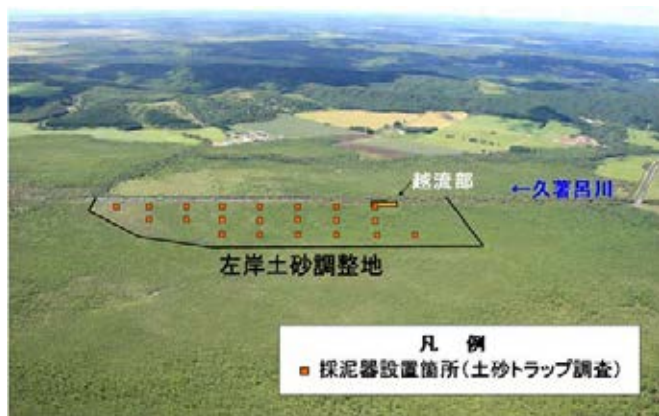 越流部
←久著呂川
左岸土砂調整地
凡 例
採泥器設置箇所(土砂トラップ調査)